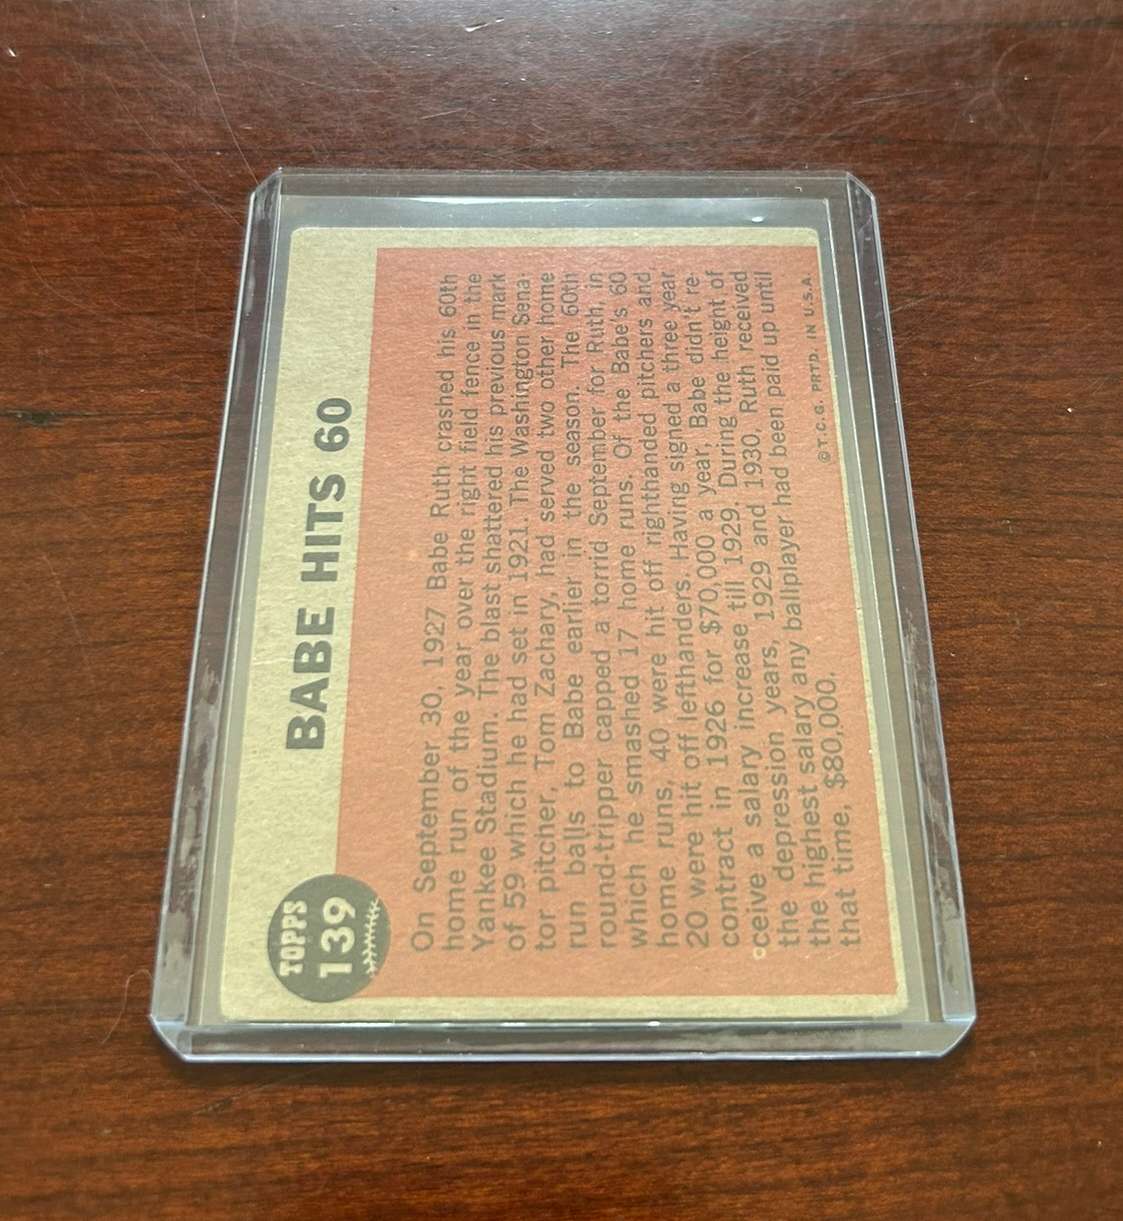 TOPPS
139
BABE HITS 60
On September 30, 1927 Babe Ruth crashed his 60th
home run of the year over the right field fence in the
Yankee Stadium. The blast shattered his previous mark
of 59 which he had set in 1921. The Washington Sena-
tor pitcher, Tom Zachary, had served two other home
run balls to Babe earlier in the season. The 60th
round-tripper capped a torrid September for Ruth, in
which he smashed 17 home runs. Of the Babe's 60
home runs, 40 were hit off righthanded pitchers and
20 were hit off lefthanders. Having signed a three year
contract in 1926 for $70,000 a year, Babe didn't re-
ceive a salary increase till 1929. During the height of
the depression years, 1929 and 1930, Ruth received
the highest salary any ballplayer had been paid up until
that time, $80,000.
©T.C.G. PRTD. IN U.S.A.